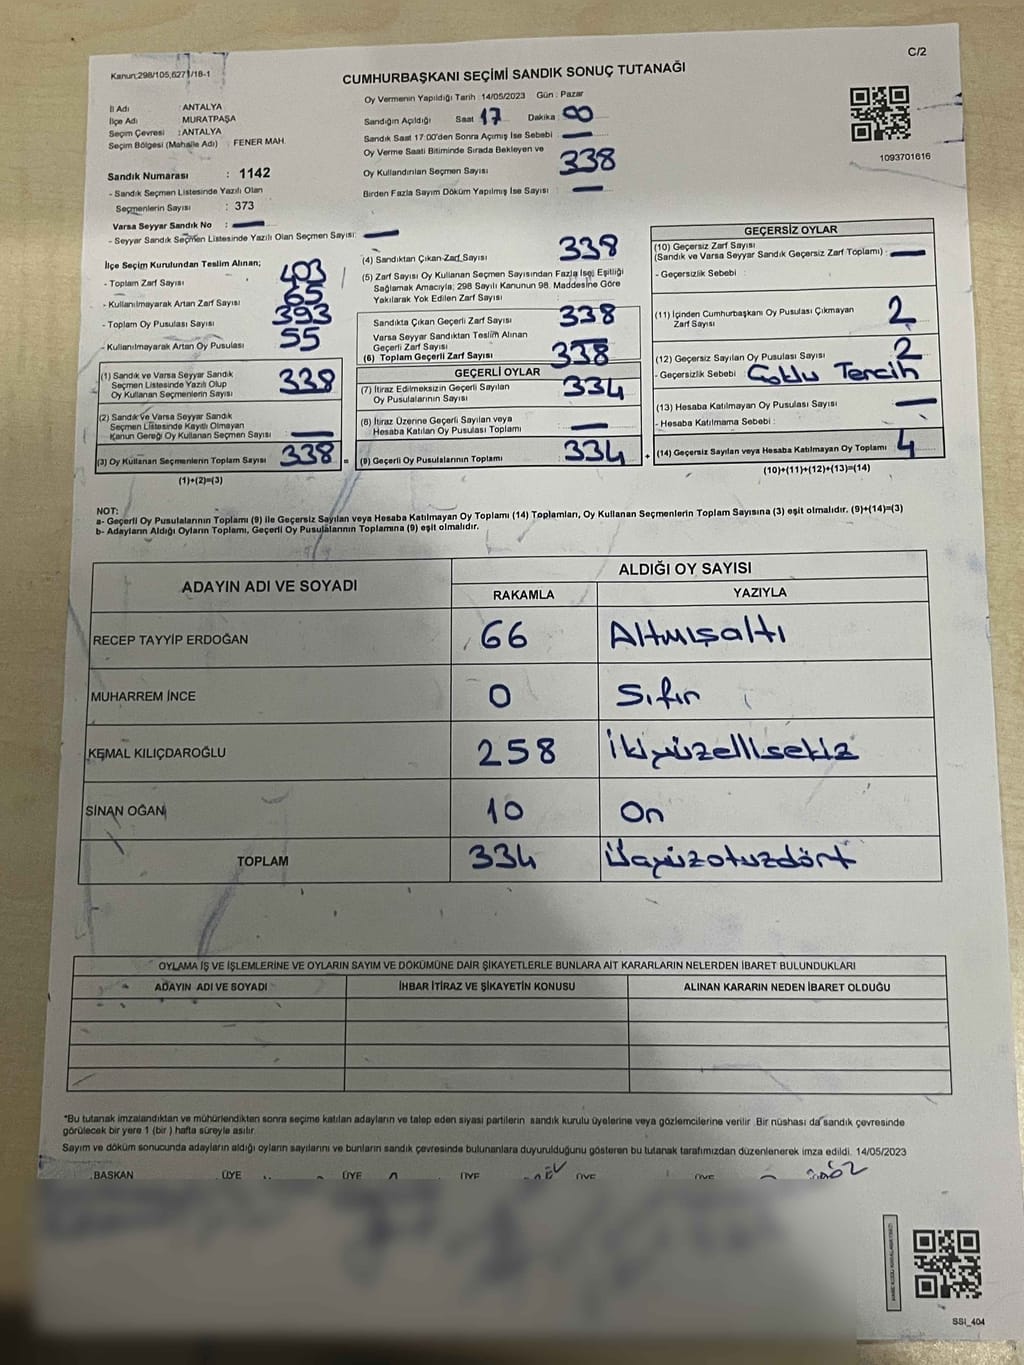 C/2
Kanun;298/105,6271/18-1
CUMHURBAŞKANI SEÇİMİ SANDIK SONUÇ TUTANAĞI
İl Adı : ANTALYA
İlçe Adı MURATPAŞA
Seçim Çevresi : ANTALYA
Seçim Bölgesi (Mahalle Adı) : FENER MAH.
Sandık Numarası : 1142
- Sandık Seçmen Listesinde Yazılı Olan
Seçmenlerin Sayısı : 373
Varsa Seyyar Sandık No : —
- Seyyar Sandık Seçmen Listesinde Yazılı Olan Seçmen Sayısı: —
Oy Vermenin Yapıldığı Tarih : 14/05/2023 Gün : Pazar
Sandığın Açıldığı Saat 17 Dakika : 00
Sandık Saat 17:00'den Sonra Açımış İse Sebebi : —
Oy Verme Saati Bitiminde Sırada Bekleyen ve
Oy Kullandırılan Seçmen Sayısı 338
Birden Fazla Sayım Döküm Yapılmış İse Sayısı : —
1093701616
İlçe Seçim Kurulundan Teslim Alınan;
- Toplam Zarf Sayısı : 403
- Kullanılmayarak Artan Zarf Sayısı 65
- Toplam Oy Pusulası Sayısı : 393
- Kullanılmayarak Artan Oy Pusulası 55
(1) Sandık ve Varsa Seyyar Sandık
Seçmen Listesinde Yazılı Olup
Oy Kullanan Seçmenlerin Sayısı 338
(2) Sandık ve Varsa Seyyar Sandık
Seçmen Listesinde Kayıtlı Olmayan
Kanun Gereği Oy Kullanan Seçmen Sayısı —
(3) Oy Kullanan Seçmenlerin Toplam Sayısı 338 =
(1)+(2)=(3)
(4) Sandıktan Çıkan Zarf Sayısı 338
(5) Zarf Sayısı Oy Kullanan Seçmen Sayısından Fazla İse; Eşitliği
Sağlamak Amacıyla; 298 Sayılı Kanunun 98. Maddesine Göre
Yakılarak Yok Edilen Zarf Sayısı :
Sandıkta Çıkan Geçerli Zarf Sayısı 338
Varsa Seyyar Sandıktan Teslim Alınan
Geçerli Zarf Sayısı —
(6) Toplam Geçerli Zarf Sayısı 338
GEÇERLİ OYLAR
(7) İtiraz Edilmeksizin Geçerli Sayılan
Oy Pusulalarının Sayısı 334
(8) İtiraz Üzerine Geçerli Sayılan veya
Hesaba Katılan Oy Pusulası Toplamı —
(9) Geçerli Oy Pusulalarının Toplamı 334 +
GEÇERSİZ OYLAR
(10) Geçersiz Zarf Sayısı
(Sandık ve Varsa Seyyar Sandık Geçersiz Zarf Toplamı) : —
- Geçersizlik Sebebi :
(11) İçinden Cumhurbaşkanı Oy Pusulası Çıkmayan
Zarf Sayısı 2
(12) Geçersiz Sayılan Oy Pusulası Sayısı 2
- Geçersizlik Sebebi Çoklu Tercih
(13) Hesaba Katılmayan Oy Pusulası Sayısı —
- Hesaba Katılmama Sebebi :
(14) Geçersiz Sayılan veya Hesaba Katılmayan Oy Toplamı 4
(10)+(11)+(12)+(13)=(14)
NOT:
a- Geçerli Oy Pusulalarının Toplamı (9) ile Geçersiz Sayılan veya Hesaba Katılmayan Oy Toplamı (14) Toplamları, Oy Kullanan Seçmenlerin Toplam Sayısına (3) eşit olmalıdır. (9)+(14)=(3)
b- Adayların Aldığı Oyların Toplamı, Geçerli Oy Pusulalarının Toplamına (9) eşit olmalıdır.
ADAYIN ADI VE SOYADI
ALDIĞI OY SAYISI
RAKAMLA YAZIYLA
RECEP TAYYİP ERDOĞAN 66 Altmışaltı
MUHARREM İNCE 0 Sıfır
KEMAL KILIÇDAROĞLU 258 İkiyüzellisekiz
SİNAN OĞAN 10 On
TOPLAM 334 Üçyüzotuzdört
OYLAMA İŞ VE İŞLEMLERİNE VE OYLARIN SAYIM VE DÖKÜMÜNE DAİR ŞİKAYETLERLE BUNLARA AİT KARARLARIN NELERDEN İBARET BULUNDUKLARI
ADAYIN ADI VE SOYADI İHBAR İTİRAZ VE ŞİKAYETİN KONUSU ALINAN KARARIN NEDEN İBARET OLDUĞU
*Bu tutanak imzalandıktan ve mühürlendikten sonra seçime katılan adayların ve talep eden siyasi partilerin sandık kurulu üyelerine veya gözlemcilerine verilir. Bir nüshası da sandık çevresinde
görülecek bir yere 1 (bir) hafta süreyle asılır.
Sayım ve döküm sonucunda adayların aldığı oyların sayılarını ve bunların sandık çevresinde bulunanlara duyurulduğunu gösteren bu tutanak tarafımızdan düzenlenerek imza edildi. 14/05/2023
BAŞKAN ÜYE ÜYE ÜYE ÜYE ÜYE
SSI_404